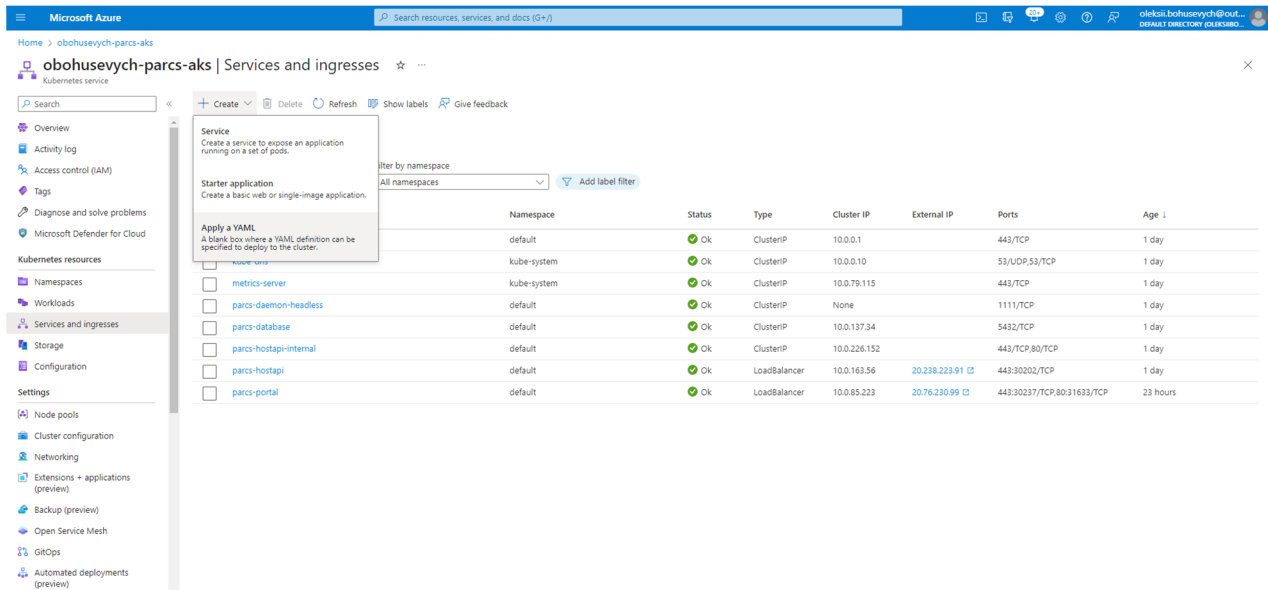 Microsoft Azure
Search resources, services, and docs (G+/)
20+
oleksii.bohusevych@out...
DEFAULT DIRECTORY (OLEKSIIBO...
Home > obohusevych-parcs-aks
obohusevych-parcs-aks | Services and ingresses
Kubernetes service
Search
Overview
Activity log
Access control (IAM)
Tags
Diagnose and solve problems
Microsoft Defender for Cloud
Kubernetes resources
Namespaces
Workloads
Services and ingresses
Storage
Configuration
Settings
Node pools
Cluster configuration
Networking
Extensions + applications
(preview)
Backup (preview)
Open Service Mesh
GitOps
Automated deployments
(preview)
Create Delete Refresh Show labels Give feedback
Service
Create a service to expose an application
running on a set of pods.
Starter application
Create a basic web or single-image application.
Apply a YAML
A blank box where a YAML definition can be
specified to deploy to the cluster.
ilter by namespace
All namespaces
Add label filter
Namespace Status Type Cluster IP External IP Ports Age ↓
default Ok ClusterIP 10.0.0.1 443/TCP 1 day
kube-dns kube-system Ok ClusterIP 10.0.0.10 53/UDP,53/TCP 1 day
metrics-server kube-system Ok ClusterIP 10.0.79.115 443/TCP 1 day
parcs-daemon-headless default Ok ClusterIP None 1111/TCP 1 day
parcs-database default Ok ClusterIP 10.0.137.34 5432/TCP 1 day
parcs-hostapi-internal default Ok ClusterIP 10.0.226.152 443/TCP,80/TCP 1 day
parcs-hostapi default Ok LoadBalancer 10.0.163.56 20.238.223.91 443:30202/TCP 1 day
parcs-portal default Ok LoadBalancer 10.0.85.223 20.76.230.99 443:30237/TCP,80:31633/TCP 23 hours